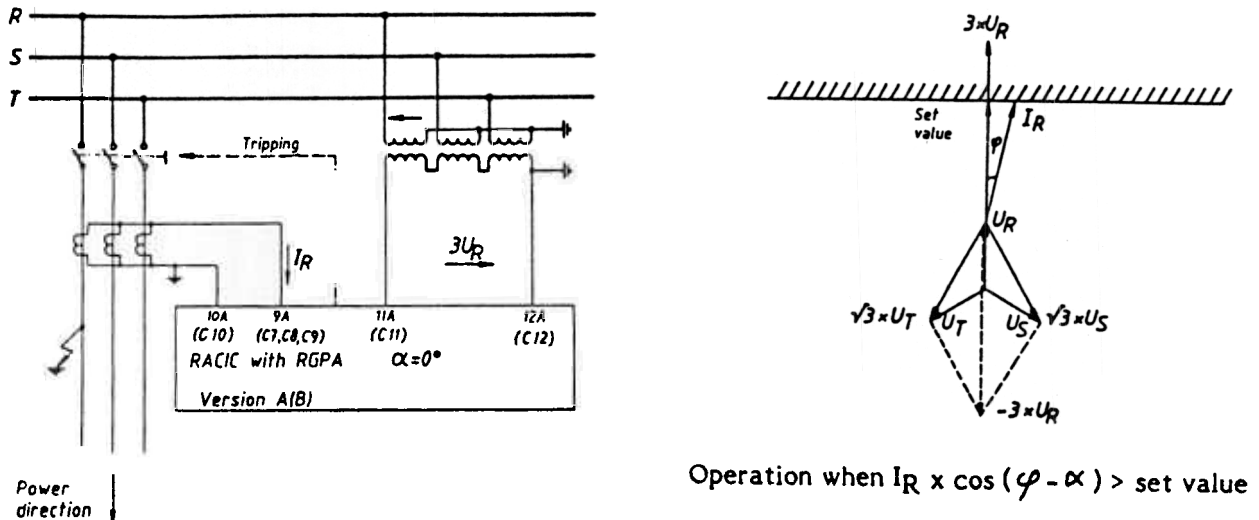 R
S
T
Tripping
I_R
3U_R
10A 9A 11A 12A
(C10) (C7,C8,C9) (C11) (C12)
RACIC with RGPA α=0°
Version A(B)
Power
direction
3×U_R
Set
value
I_R
φ
U_R
√3×U_T U_T U_S √3×U_S
-3×U_R
Operation when I_R x cos (φ - α) > set value